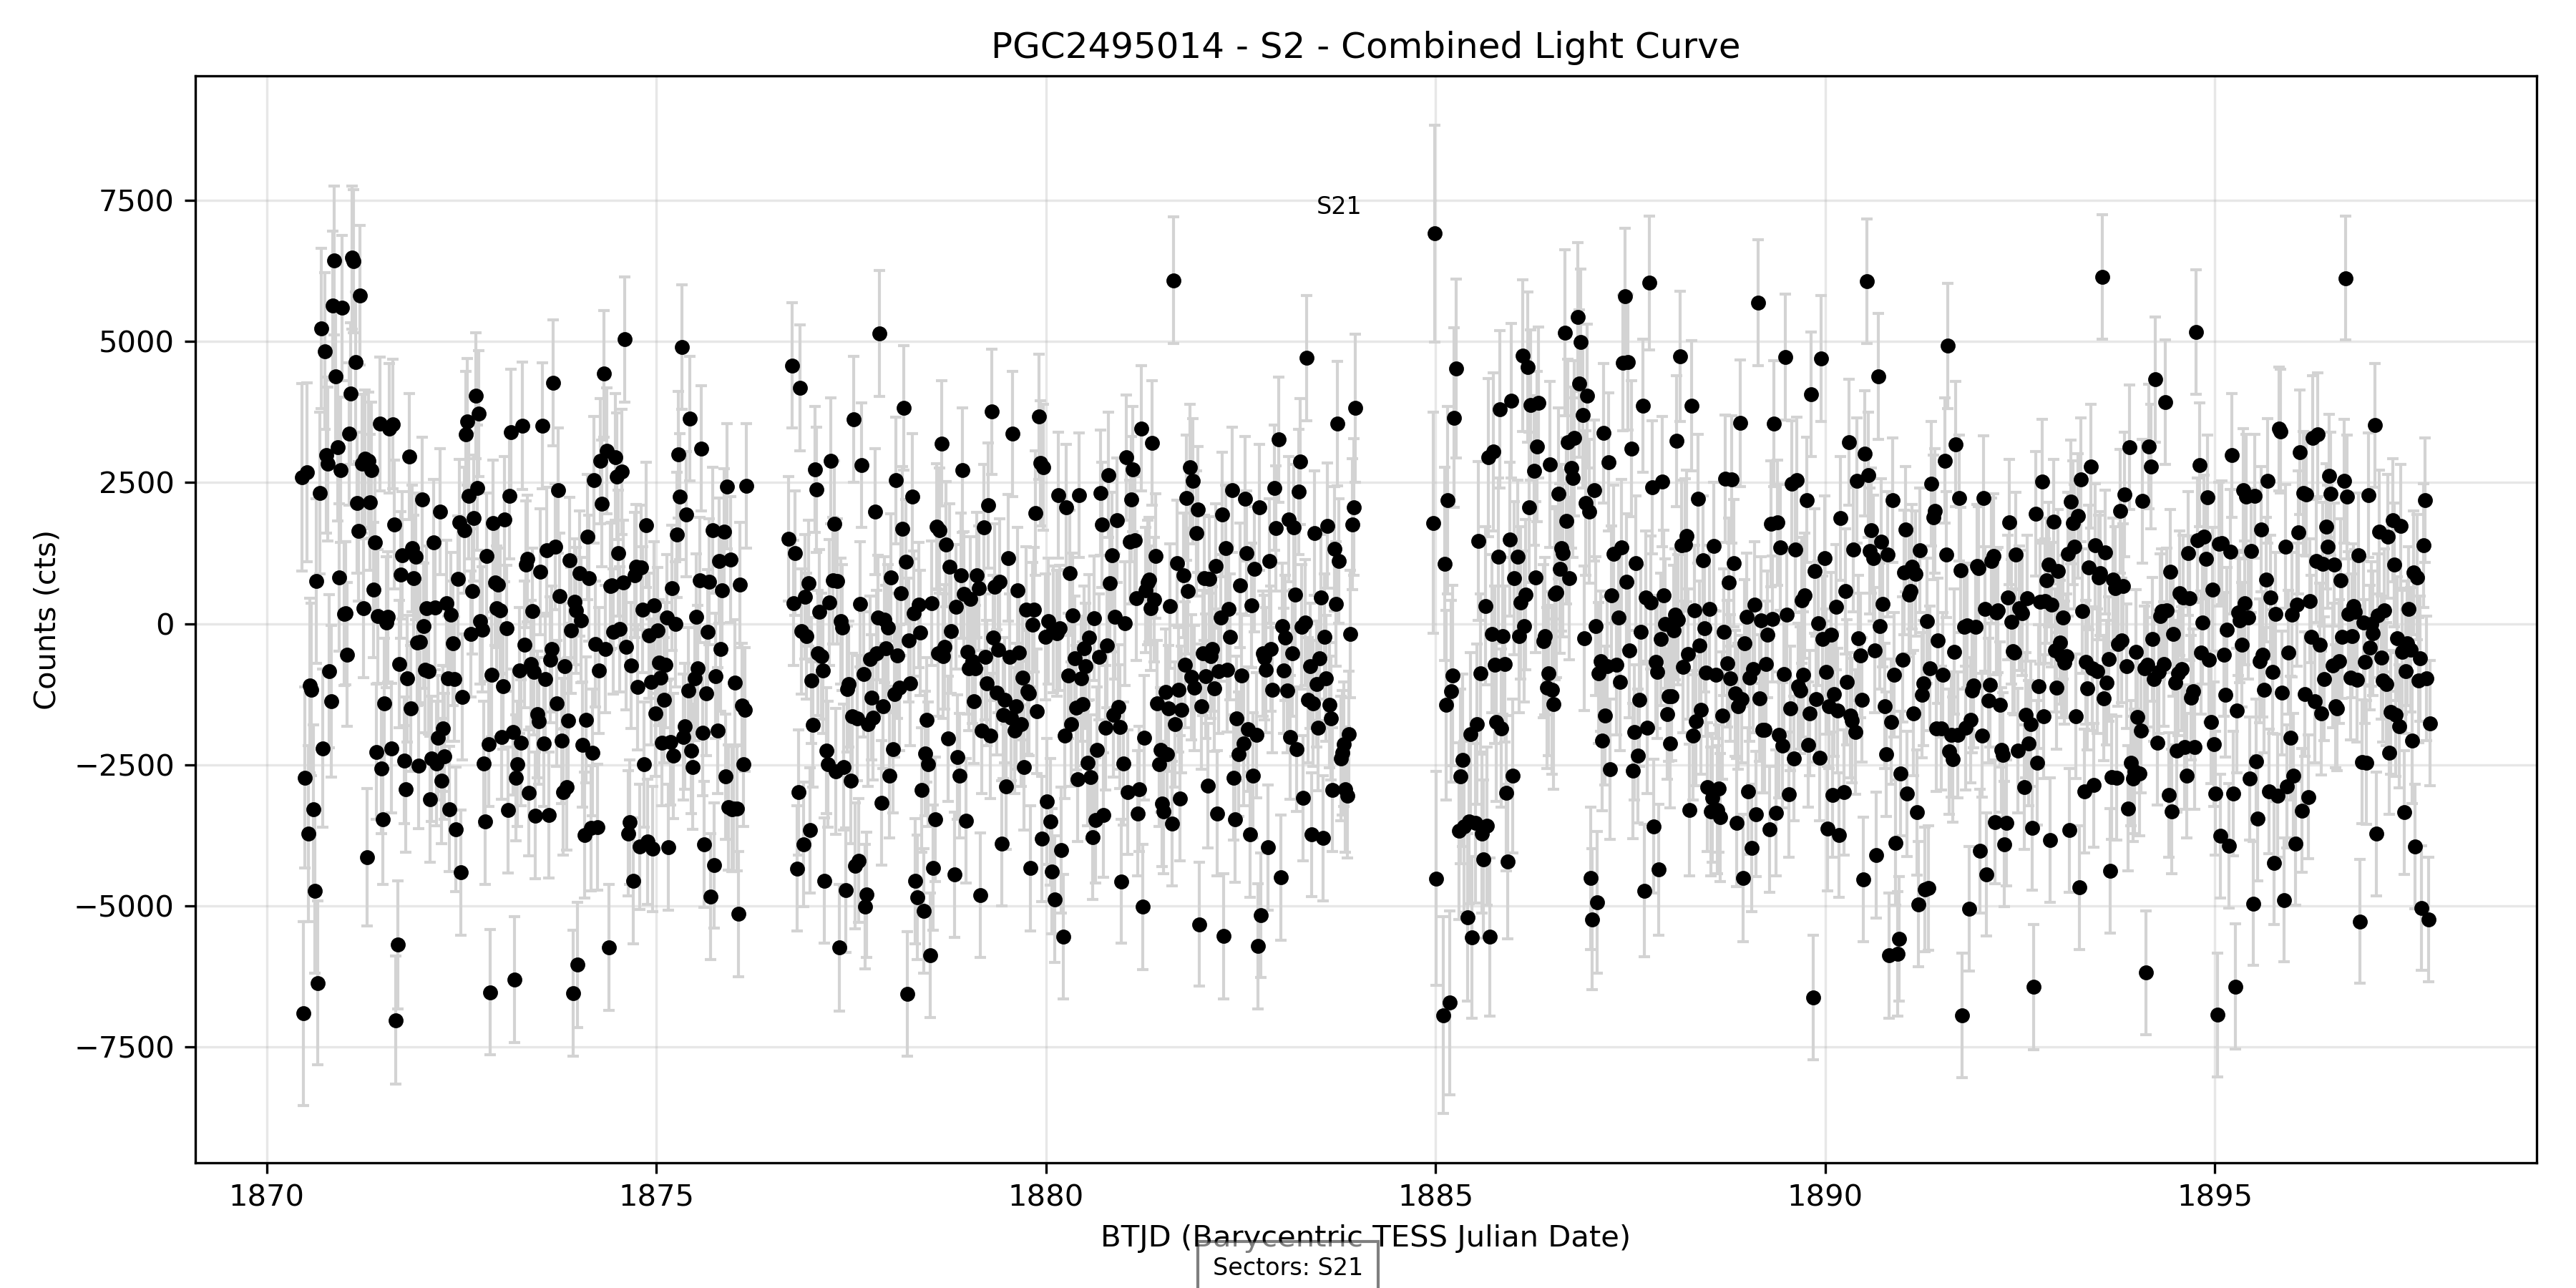 PGC2495014 - S2 - Combined Light Curve
S21
7500
5000
2500
0
−2500
−5000
−7500
Counts (cts)
1870 1875 1880 1885 1890 1895
BTJD (Barycentric TESS Julian Date)
Sectors: S21